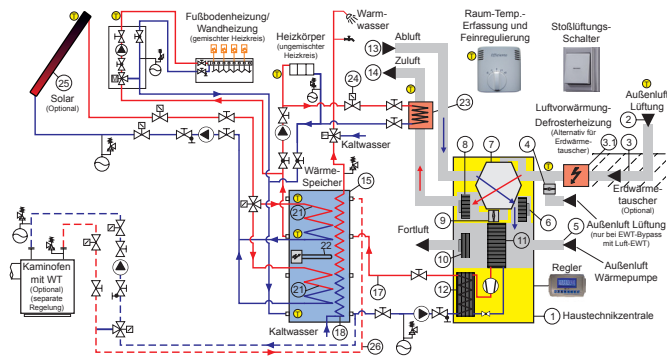 Fußbodenheizung/
Wandheizung
(gemischter Heizkreis)
Heizkörper
(ungemischter
Heizkreis)
Warm-
wasser
Abluft
13
Zuluft
14
Raum-Temp.-
Erfassung und
Feinregulierung
Stoßlüftungs-
Schalter
T
T
T
T
T
T
25
Solar
(Optional)
24
23
Luftvorwärmung-
Defrosterheizung
(Alternativ für
Erdwärme-
tauscher)
Außenluft
Lüftung
2
3.1
3
4
T
Erdwärme-
tauscher
(Optional)
Kaltwasser
Wärme-
Speicher
15
8
7
6
9
5
Außenluft Lüftung
(nur bei EWT-Bypass
mit Luft-EWT)
Fortluft
10
11
Außenluft
Wärmepumpe
T
21
T
22
T
21
T
12
17
18
26
Kaltwasser
Regler
1
Haustechnikzentrale
Kaminofen
mit WT
(Optional)
(separate
Regelung)